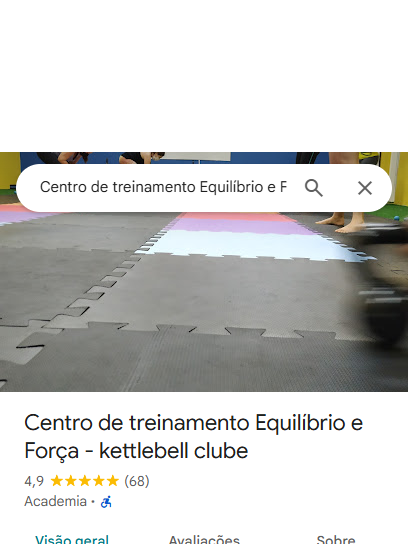 Centro de treinamento Equilíbrio e F
Centro de treinamento Equilíbrio e
Força - kettlebell clube
4,9 (68)
Academia ·
Visão geral Avaliações Sobre